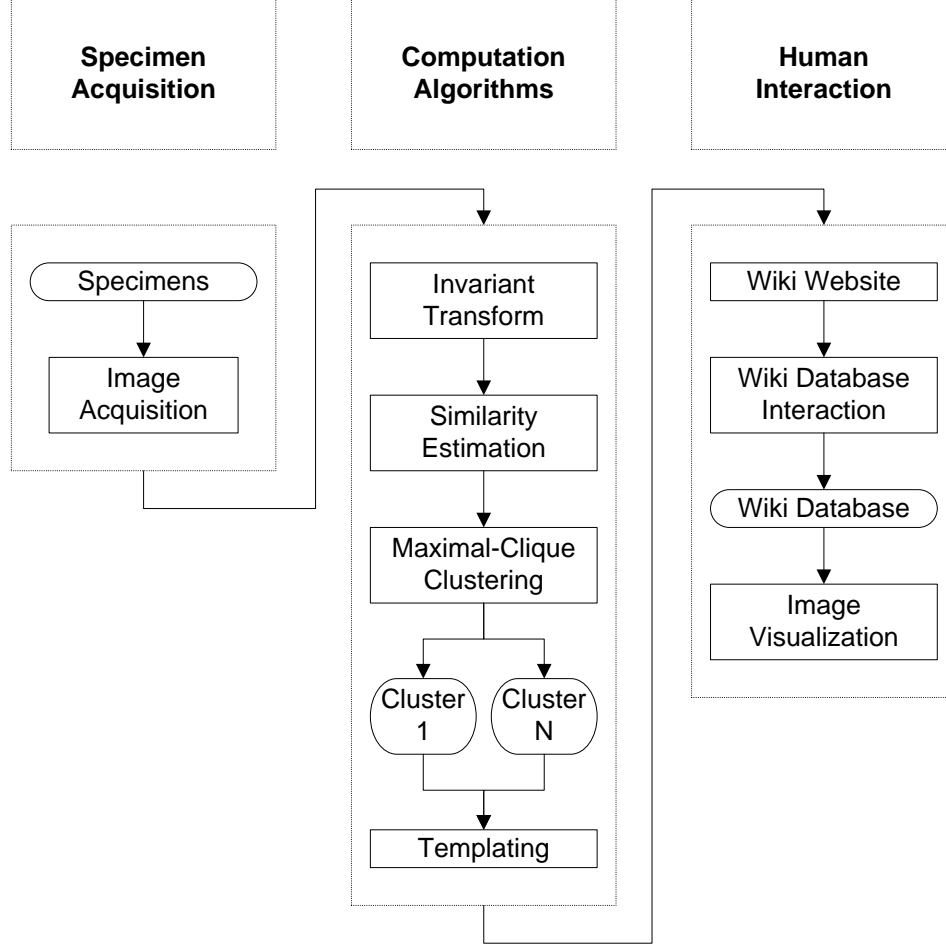 Specimen
Acquisition
Computation
Algorithms
Human
Interaction
Specimens
Image
Acquisition
Invariant
Transform
Similarity
Estimation
Maximal-Clique
Clustering
Cluster
1
Cluster
N
Templating
Wiki Website
Wiki Database
Interaction
Wiki Database
Image
Visualization